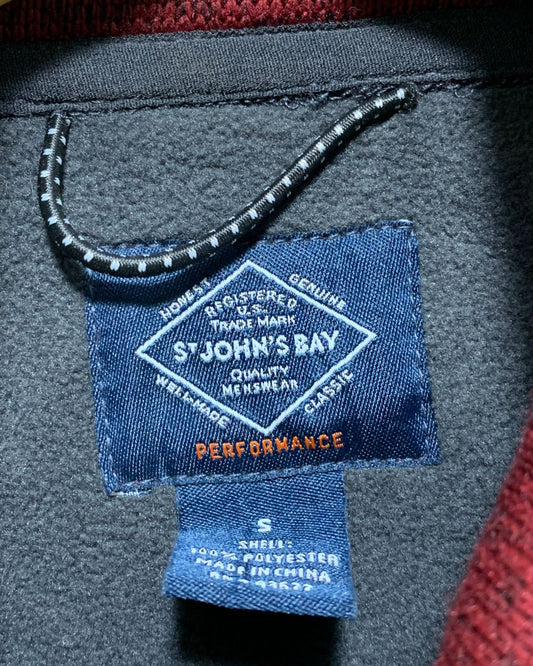 HONEST
GENUINE
REGISTERED
U.S.
TRADE MARK
ST JOHN'S BAY
QUALITY
MENSWEAR
WELL-MADE
CLASSIC
PERFORMANCE
S
SHELL:
100% POLYESTER
MADE IN CHINA